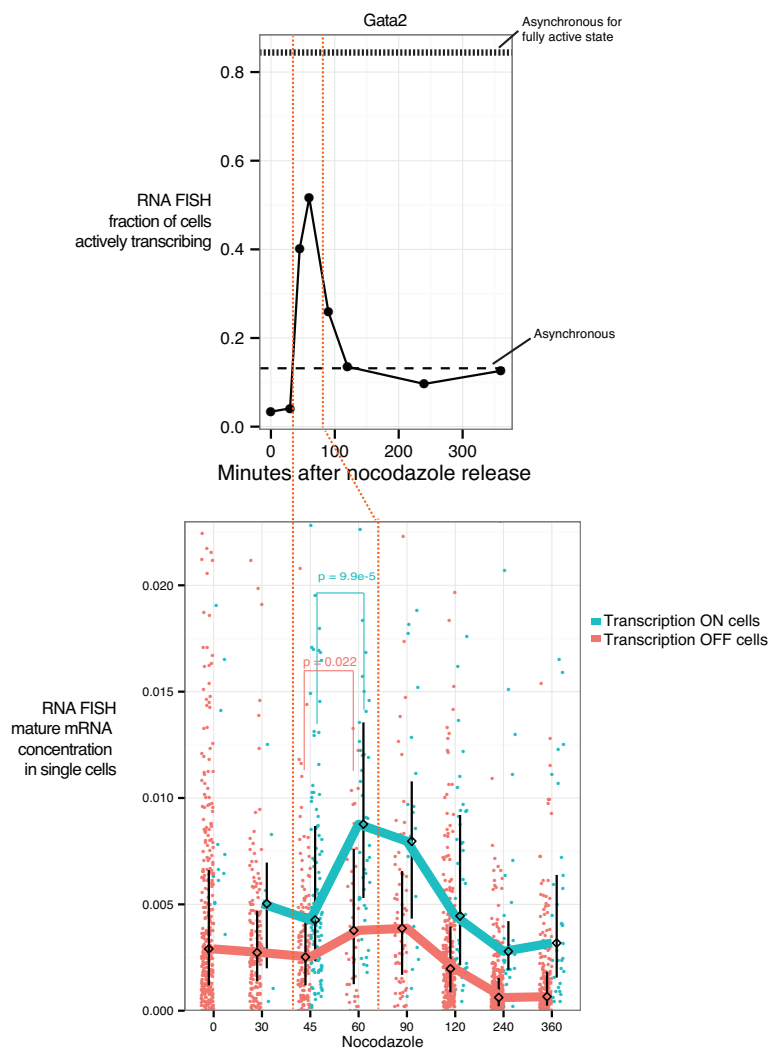 Gata2
Asynchronous for
fully active state
0.8
0.6
RNA FISH
fraction of cells
actively transcribing
0.4
Asynchronous
0.2
0.0
0
100
200
300
Minutes after nocodazole release
0.020
p = 9.9e-5
Transcription ON cells
Transcription OFF cells
p = 0.022
0.015
RNA FISH
mature mRNA
concentration
in single cells
0.010
0.005
0.000
0
30
45
60
90
120
240
360
Nocodazole